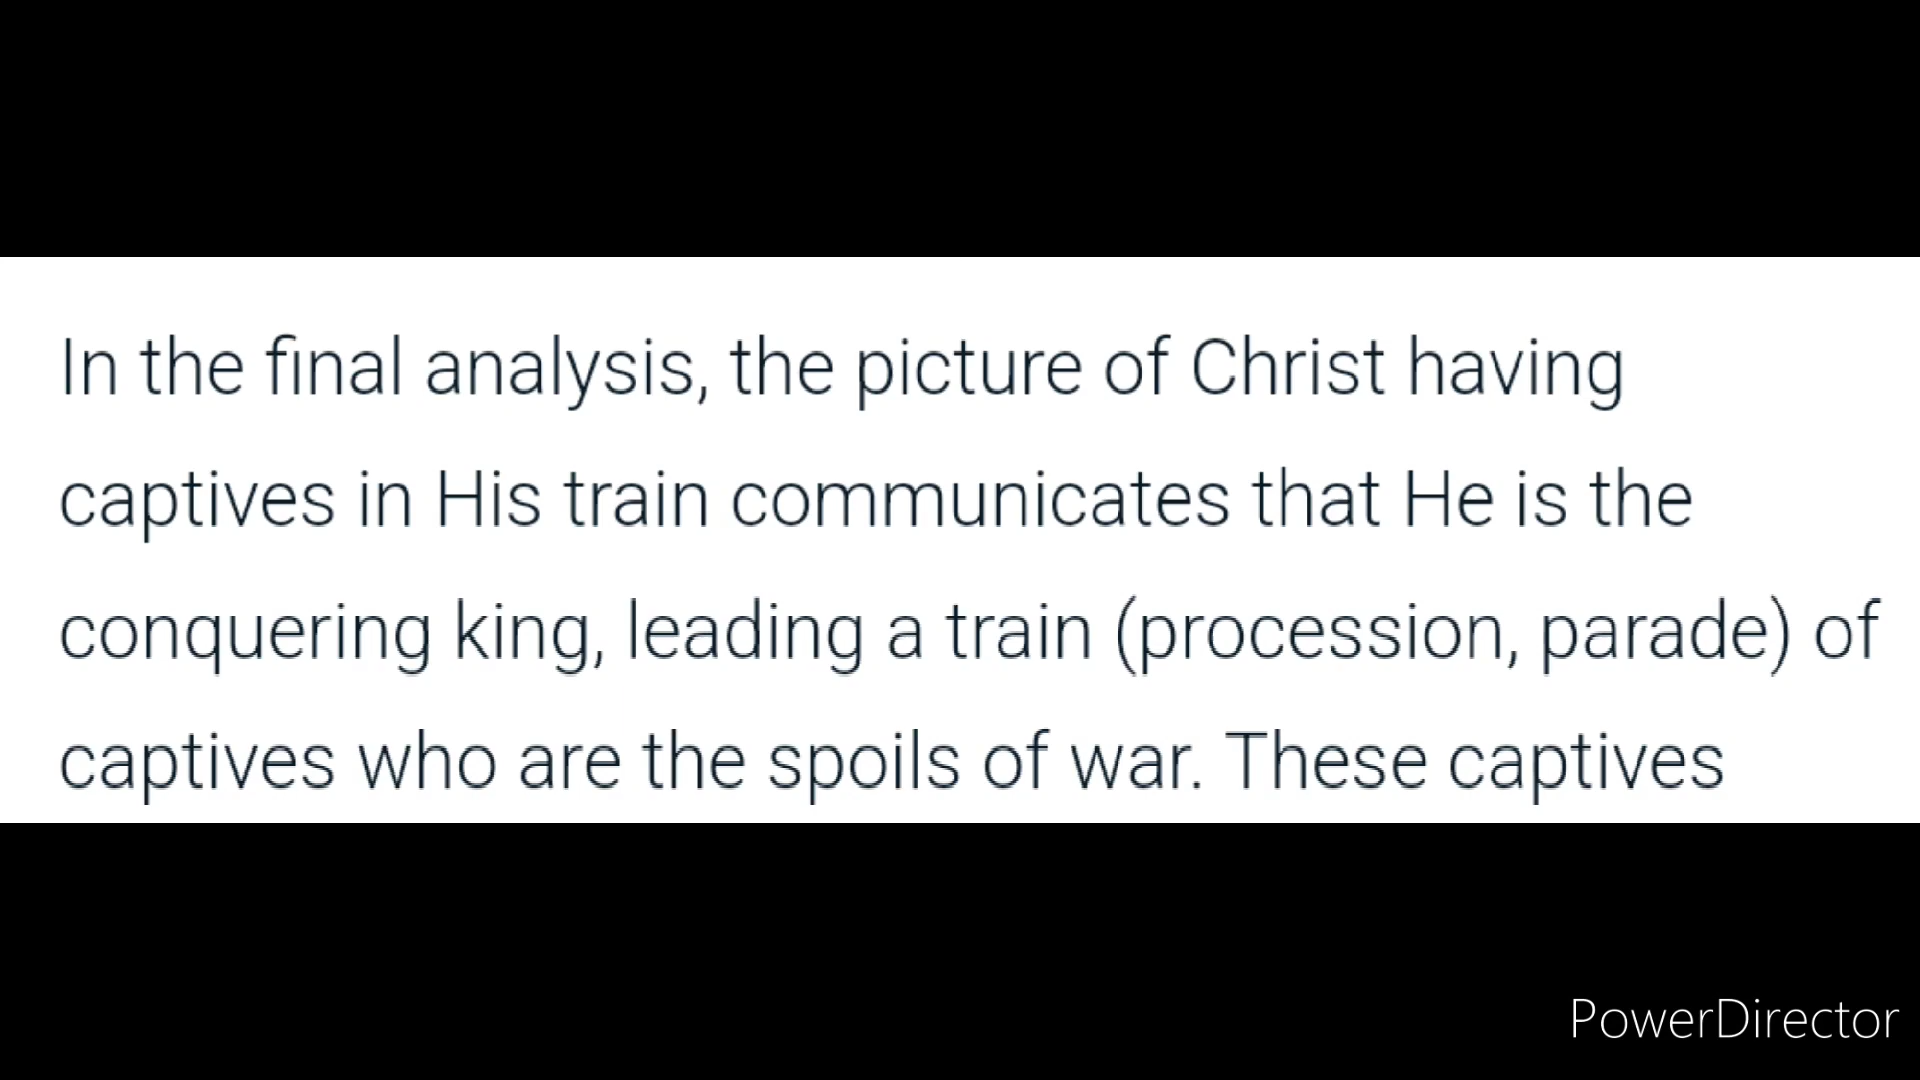 In the final analysis, the picture of Christ having
captives in His train communicates that He is the
conquering king, leading a train (procession, parade) of
captives who are the spoils of war. These captives
PowerDirector